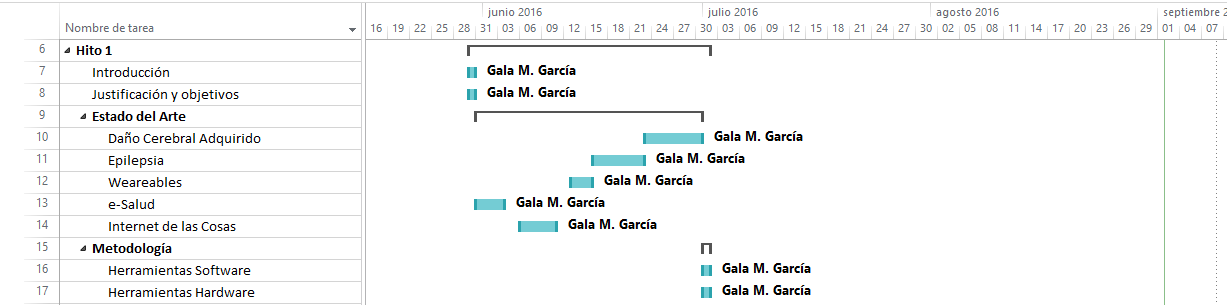 junio 2016 julio 2016 agosto 2016 septiembre 2
Nombre de tarea 16 19 22 25 28 31 03 06 09 12 15 18 21 24 27 30 03 06 09 12 15 18 21 24 27 30 02 05 08 11 14 17 20 23 26 29 01 04 07
6 Hito 1
7 Introducción Gala M. García
8 Justificación y objetivos Gala M. García
9 Estado del Arte
10 Daño Cerebral Adquirido Gala M. García
11 Epilepsia Gala M. García
12 Weareables Gala M. García
13 e-Salud Gala M. García
14 Internet de las Cosas Gala M. García
15 Metodología
16 Herramientas Software Gala M. García
17 Herramientas Hardware Gala M. García